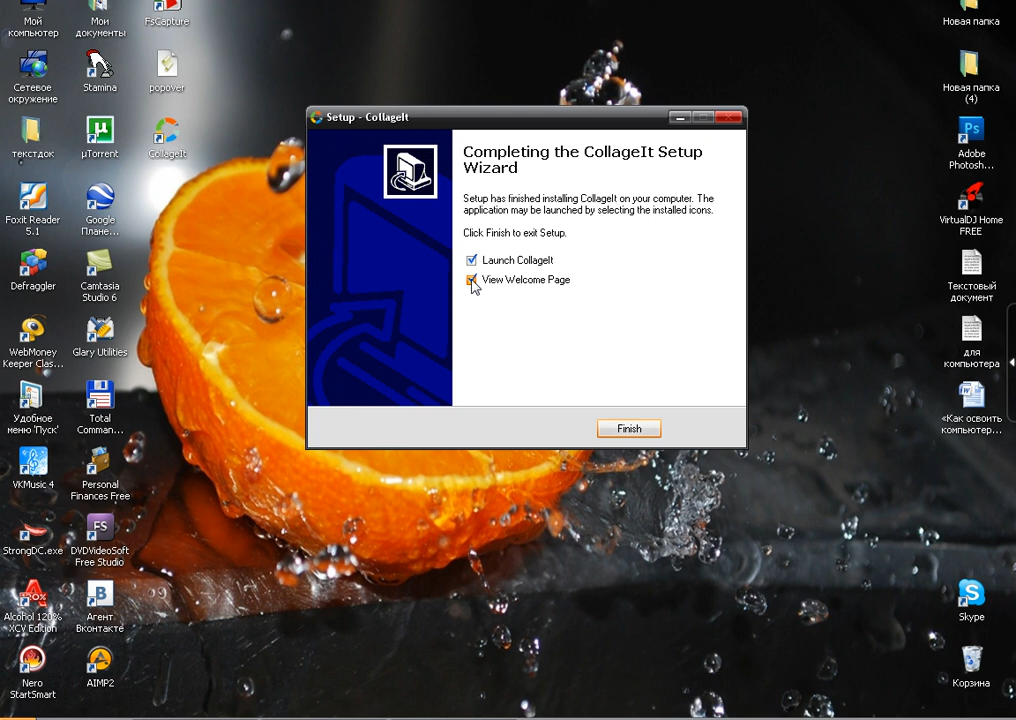 Мой
компьютер
Мои
документы
FsCapture
Сетевое
окружение
Stamina
popover
текстдок
µTorrent
CollageIt
Foxit Reader
5.1
Google
Плане...
Defraggler
Camtasia
Studio 6
WebMoney
Keeper Clas...
Glary Utilities
Удобное
меню 'Пуск'
Total
Comman...
VKMusic 4
Personal
Finances Free
StrongDC.exe
FS
DVDVideoSoft
Free Studio
Alcohol 120%
XCV Edition
В
Агент
Вконтакте
Nero
StartSmart
AIMP2
Setup - CollageIt
Completing the CollageIt Setup
Wizard
Setup has finished installing CollageIt on your computer. The
application may be launched by selecting the installed icons.
Click Finish to exit Setup.
Launch CollageIt
View Welcome Page
Finish
Новая папка
Новая папка
(4)
Ps
Adobe
Photosh...
VirtualDJ Home
FREE
Текстовый
документ
для
компьютера
«Как освоить
компьютер...
Skype
Корзина